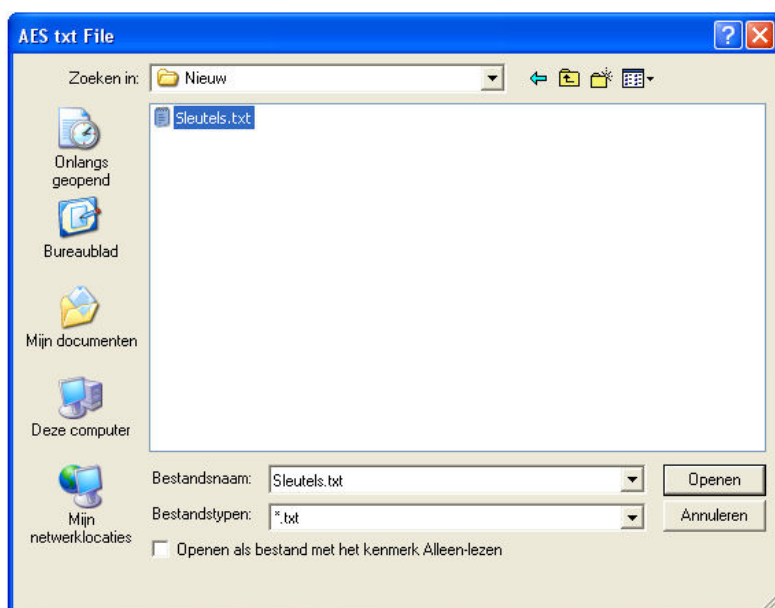 AES txt File
Zoeken in:
Nieuw
Sleutels.txt
Onlangs
geopend
Bureaublad
Mijn documenten
Deze computer
Mijn
netwerklocaties
Bestandsnaam:
Sleutels.txt
Openen
Bestandstypen:
*.txt
Annuleren
Openen als bestand met het kenmerk Alleen-lezen